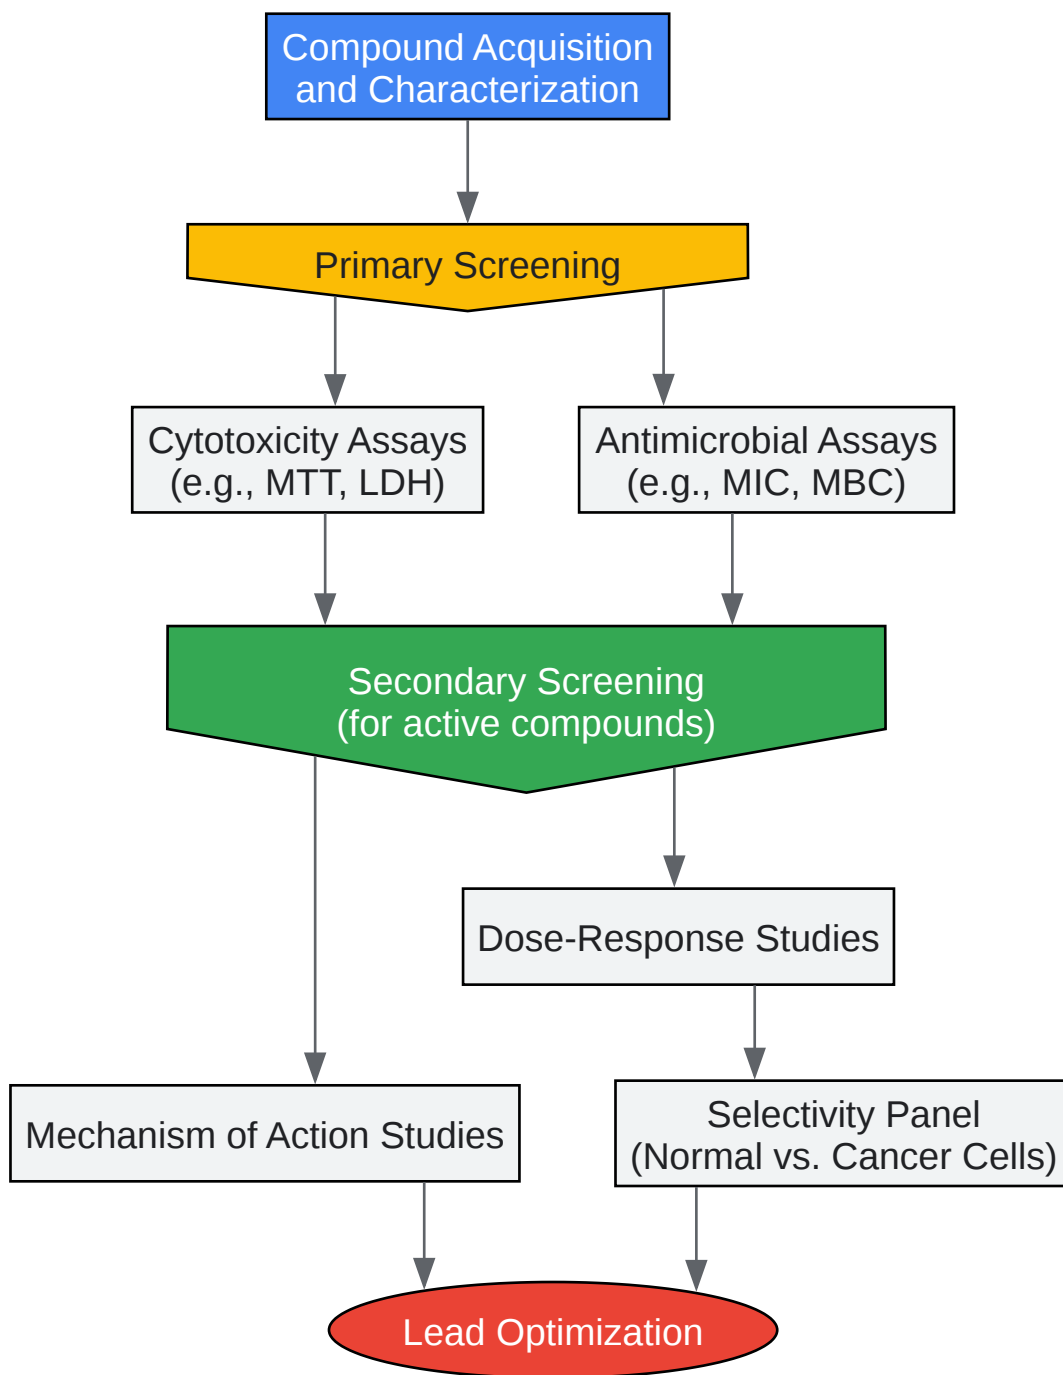 Compound Acquisition
and Characterization
Primary Screening
Cytotoxicity Assays
(e.g., MTT, LDH)
Antimicrobial Assays
(e.g., MIC, MBC)
Secondary Screening
(for active compounds)
Dose-Response Studies
Mechanism of Action Studies
Selectivity Panel
(Normal vs. Cancer Cells)
Lead Optimization